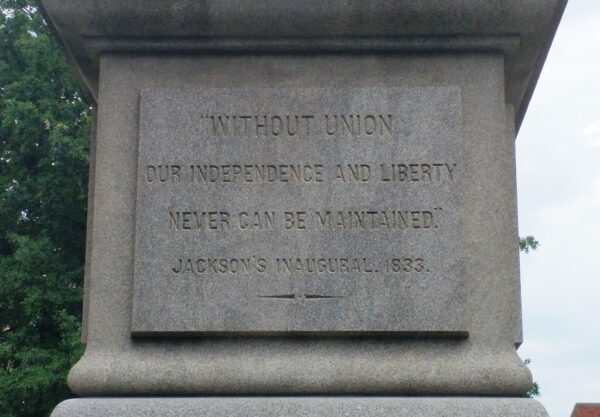 "WITHOUT UNION
OUR INDEPENDENCE AND LIBERTY
NEVER CAN BE MAINTAINED."
JACKSON'S INAUGURAL. 1833.